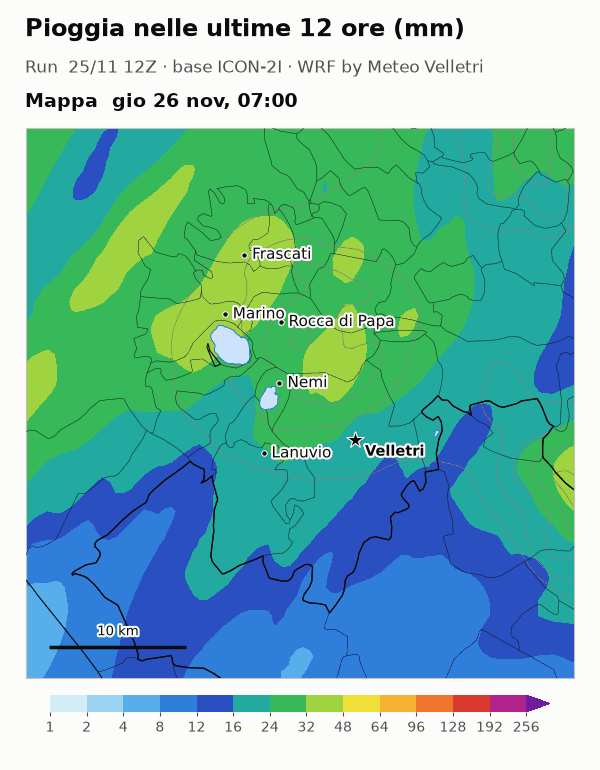 Pioggia nelle ultime 12 ore (mm)
Run  25/11 12Z · base ICON-2I · WRF by Meteo Velletri
Mappa  gio 26 nov, 07:00
Frascati
Marino
Rocca di Papa
Nemi
Velletri
Lanuvio
10 km
1 2 4 8 12 16 24 32 48 64 96 128 192 256